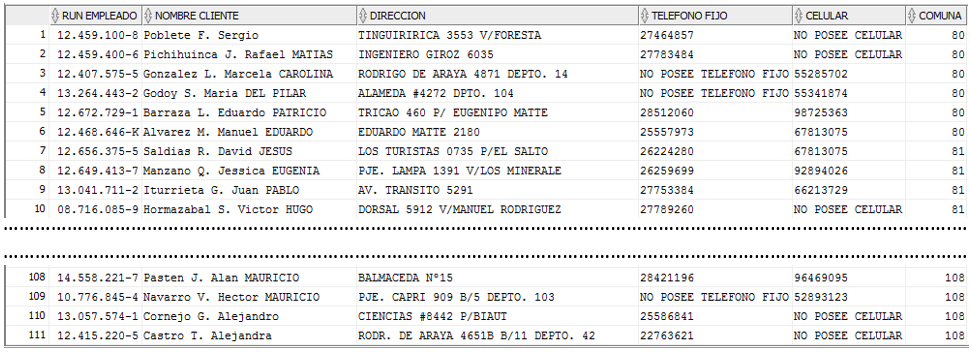 RUN EMPLEADO NOMBRE CLIENTE DIRECCION TELEFONO FIJO CELULAR COMUNA
1 12.459.100-8 Poblete F. Sergio TINGUIRIRICA 3553 V/FORESTA 27464857 NO POSEE CELULAR 80
2 12.459.400-6 Pichihuinca J. Rafael MATIAS INGENIERO GIROZ 6035 27783484 NO POSEE CELULAR 80
3 12.407.575-5 Gonzalez L. Marcela CAROLINA RODRIGO DE ARAYA 4871 DEPTO. 14 NO POSEE TELEFONO FIJO 55285702 80
4 13.264.443-2 Godoy S. Maria DEL PILAR ALAMEDA #4272 DPTO. 104 NO POSEE TELEFONO FIJO 55341874 80
5 12.672.729-1 Barraza L. Eduardo PATRICIO TRICAO 460 P/ EUGENIPO MATTE 28512060 98725363 80
6 12.468.646-K Alvarez M. Manuel EDUARDO EDUARDO MATTE 2180 25557973 67813075 80
7 12.656.375-5 Saldias R. David JESUS LOS TURISTAS 0735 P/EL SALTO 26224280 67813075 81
8 12.649.413-7 Manzano Q. Jessica EUGENIA PJE. LAMPA 1391 V/LOS MINERALE 26259699 92894026 81
9 13.041.711-2 Iturrieta G. Juan PABLO AV. TRANSITO 5291 27753384 66213729 81
10 08.716.085-9 Hormazabal S. Victor HUGO DORSAL 5912 V/MANUEL RODRIGUEZ 27789260 NO POSEE CELULAR 81
108 14.558.221-7 Pasten J. Alan MAURICIO BALMACEDA Nº15 28421196 96469095 108
109 10.776.845-4 Navarro V. Hector MAURICIO PJE. CAPRI 909 B/5 DEPTO. 103 NO POSEE TELEFONO FIJO 52893123 108
110 13.057.574-1 Cornejo G. Alejandro CIENCIAS #8442 P/BIAUT 25586841 NO POSEE CELULAR 108
111 12.415.220-5 Castro T. Alejandra RODR. DE ARAYA 4651B B/11 DEPTO. 42 22763621 NO POSEE CELULAR 108